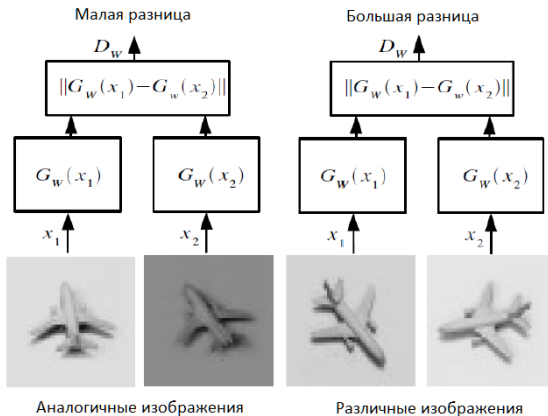 Малая разница
D_W
||G_W(x_1)−G_w(x_2)||
G_W(x_1)
G_W(x_2)
x_1
x_2
Аналогичные изображения
Большая разница
D_W
||G_W(x_1)−G_W(x_2)||
G_W(x_1)
G_W(x_2)
x_1
x_2
Различные изображения